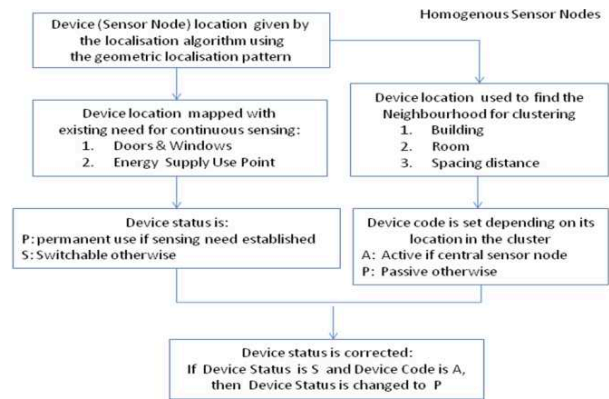 Homogenous Sensor Nodes
Device (Sensor Node) location given by
the localisation algorithm using
the geometric localisation pattern
Device location mapped with
existing need for continuous sensing:
1. Doors & Windows
2. Energy Supply Use Point
Device location used to find the
Neighbourhood for clustering
1. Building
2. Room
3. Spacing distance
Device status is:
P: permanent use if sensing need established
S: Switchable otherwise
Device code is set depending on its
location in the cluster
A: Active if central sensor node
P: Passive otherwise
Device status is corrected:
If Device Status is S and Device Code is A,
then Device Status is changed to P